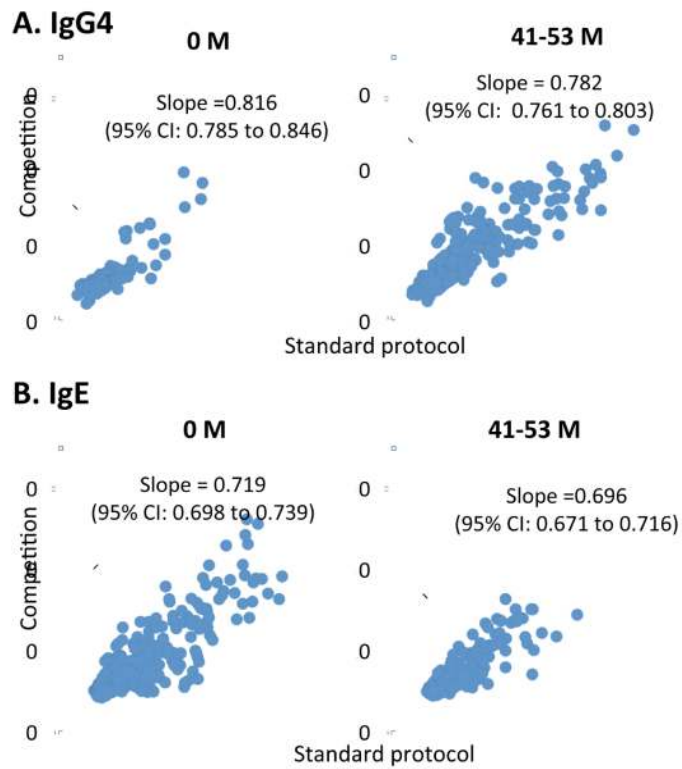 A. IgG4
0 M
41-53 M
Slope =0.816
(95% CI: 0.785 to 0.846)
Slope = 0.782
(95% CI: 0.761 to 0.803)
Competition
0
0
0
0
0
0
0
Standard protocol
B. IgE
0 M
41-53 M
Slope = 0.719
(95% CI: 0.698 to 0.739)
Slope =0.696
(95% CI: 0.671 to 0.716)
Competition
0
0
0
0
0
0
0
Standard protocol